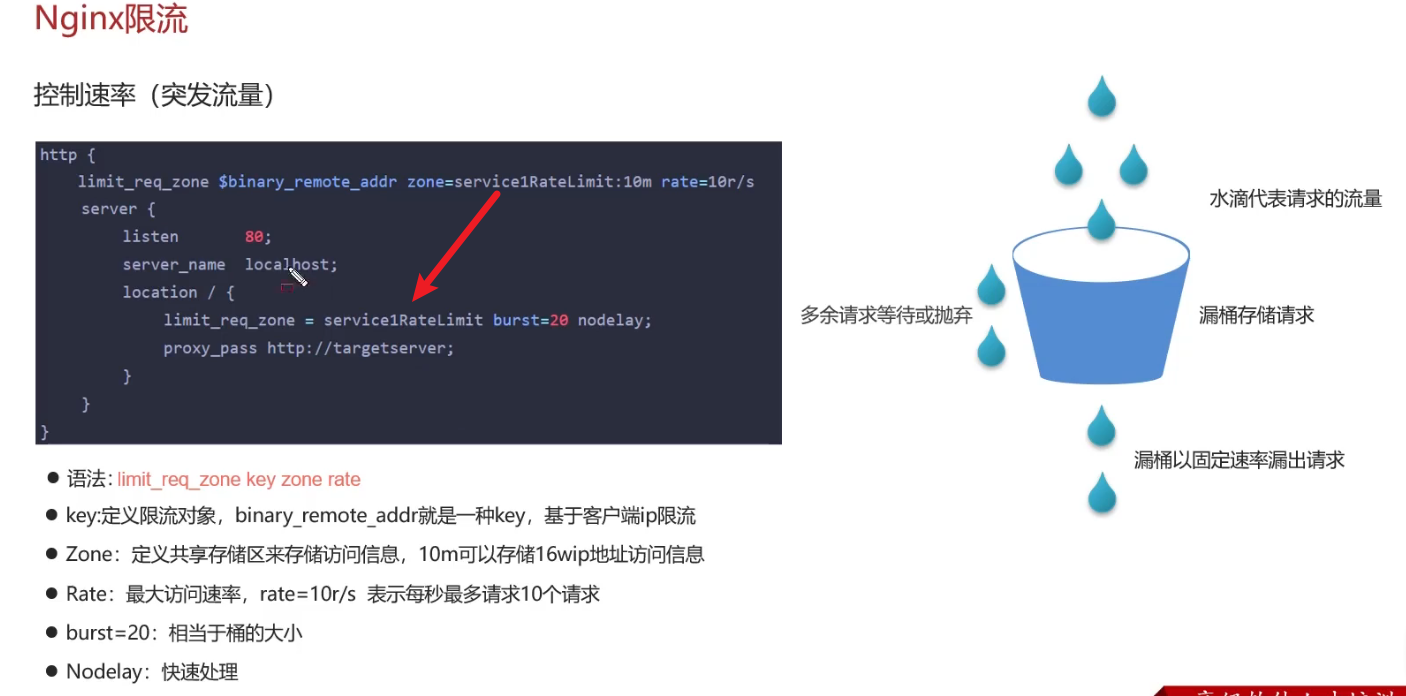 Nginx限流
控制速率（突发流量）
http {
limit_req_zone $binary_remote_addr zone=service1RateLimit:10m rate=10r/s
server {
listen 80;
server_name localhost;
location / {
limit_req_zone = service1RateLimit burst=20 nodelay;
proxy_pass http://targetserver;
}
}
}
语法: limit_req_zone key zone rate
key:定义限流对象，binary_remote_addr就是一种key，基于客户端ip限流
Zone：定义共享存储区来存储访问信息，10m可以存储16wip地址访问信息
Rate：最大访问速率，rate=10r/s 表示每秒最多请求10个请求
burst=20：相当于桶的大小
Nodelay：快速处理
水滴代表请求的流量
多余请求等待或抛弃
漏桶存储请求
漏桶以固定速率漏出请求